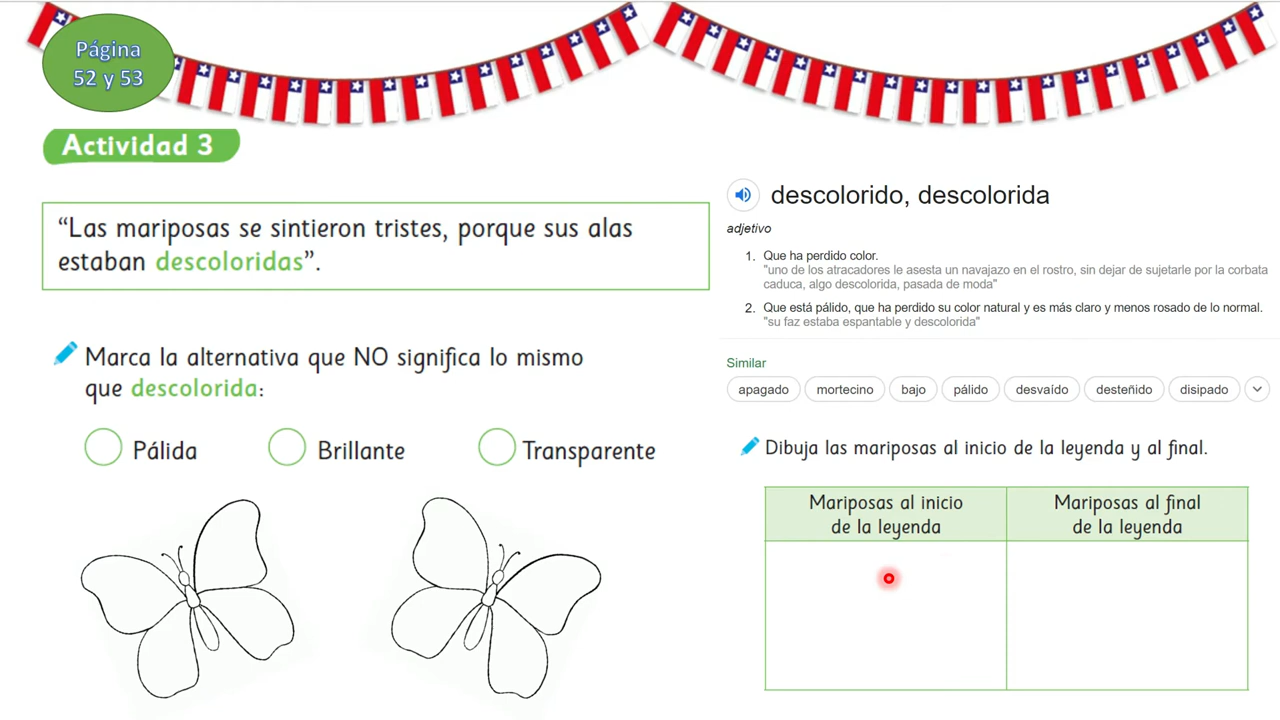 Página
52 y 53
Actividad 3
“Las mariposas se sintieron tristes, porque sus alas
estaban descoloridas”.
Marca la alternativa que NO significa lo mismo
que descolorida:
Pálida
Brillante
Transparente
descolorido, descolorida
adjetivo
1. Que ha perdido color.
"uno de los atracadores le asesta un navajazo en el rostro, sin dejar de sujetarle por la corbata
caduca, algo descolorida, pasada de moda"
2. Que está pálido, que ha perdido su color natural y es más claro y menos rosado de lo normal.
"su faz estaba espantable y descolorida"
Similar
apagado
mortecino
bajo
pálido
desvaído
desteñido
disipado
Dibuja las mariposas al inicio de la leyenda y al final.
Mariposas al inicio
de la leyenda
Mariposas al final
de la leyenda